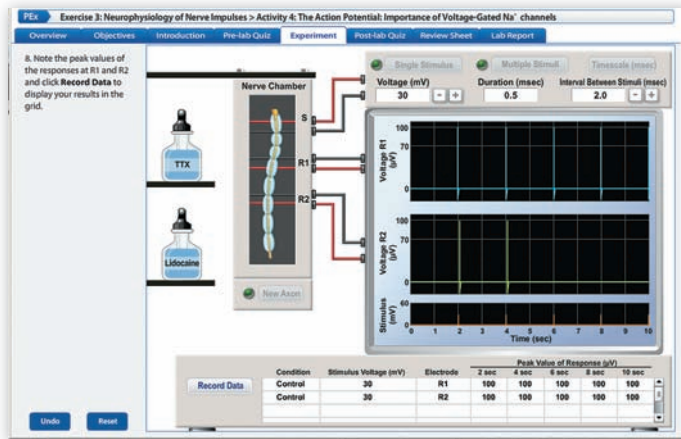 PEx Exercise 3: Neurophysiology of Nerve Impulses > Activity 4: The Action Potential: Importance of Voltage-Gated Na⁺ channels
Overview Objectives Introduction Pre-lab Quiz Experiment Post-lab Quiz Review Sheet Lab Report
8. Note the peak values of
the responses at R1 and R2
and click Record Data to
display your results in the
grid.
Undo Reset
TTX
Lidocaine
Nerve Chamber
S
R1
R2
New Axon
Single Stimulus Multiple Stimuli Timescale (msec)
Voltage (mV) Duration (msec) Interval Between Stimuli (msec)
30 - + 0.5 2.0 - +
Voltage R1
(µV)
100
70
0
Voltage R2
(µV)
100
70
0
Stimulus
(mV)
60
0
0 2 4 6 8 10
Time (sec)
Record Data
Peak Value of Response (µV)
Condition Stimulus Voltage (mV) Electrode 2 sec 4 sec 6 sec 8 sec 10 sec
Control 30 R1 100 100 100 100 100
Control 30 R2 100 100 100 100 100